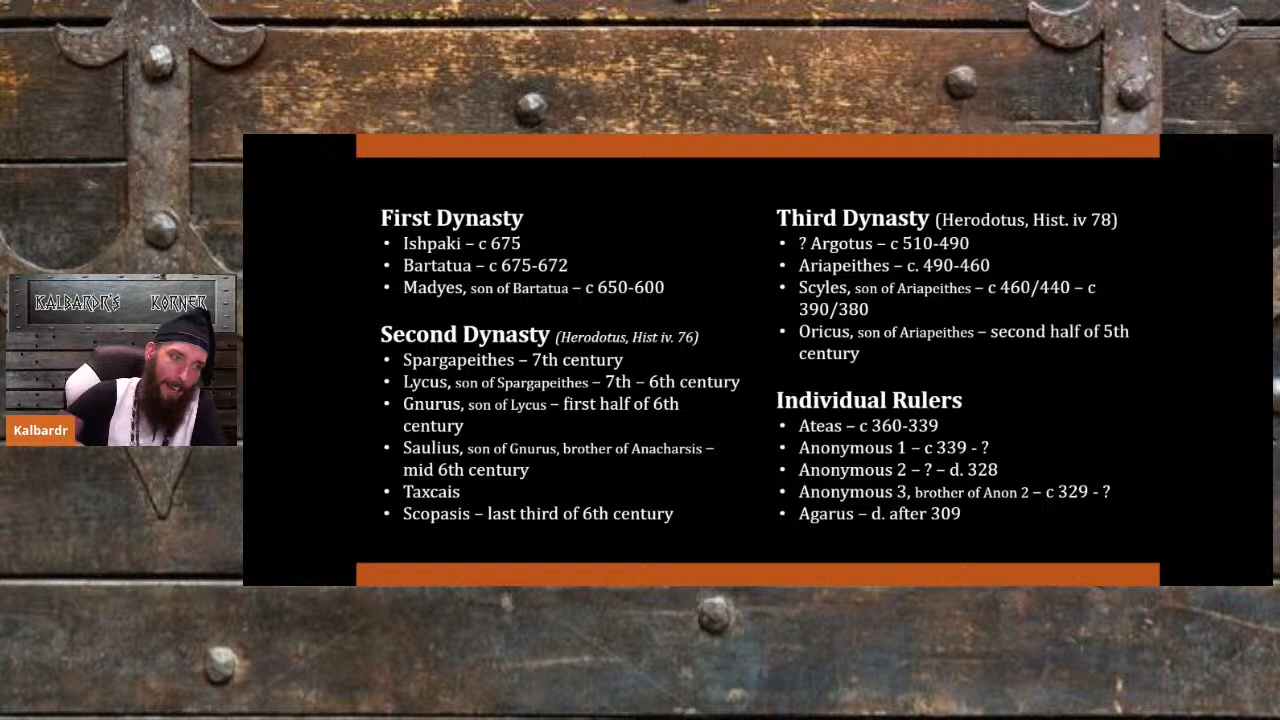 KALBARDR'S KORNER
Kalbardr
First Dynasty
• Ishpaki – c 675
• Bartatua – c 675-672
• Madyes, son of Bartatua – c 650-600
Second Dynasty (Herodotus, Hist iv. 76)
• Spargapeithes – 7th century
• Lycus, son of Spargapeithes – 7th – 6th century
• Gnurus, son of Lycus – first half of 6th
century
• Saulius, son of Gnurus, brother of Anacharsis –
mid 6th century
• Taxcais
• Scopasis – last third of 6th century
Third Dynasty (Herodotus, Hist. iv 78)
• ? Argotus – c 510-490
• Ariapeithes – c. 490-460
• Scyles, son of Ariapeithes – c 460/440 – c
390/380
• Oricus, son of Ariapeithes – second half of 5th
century
Individual Rulers
• Ateas – c 360-339
• Anonymous 1 – c 339 - ?
• Anonymous 2 – ? – d. 328
• Anonymous 3, brother of Anon 2 – c 329 - ?
• Agarus – d. after 309